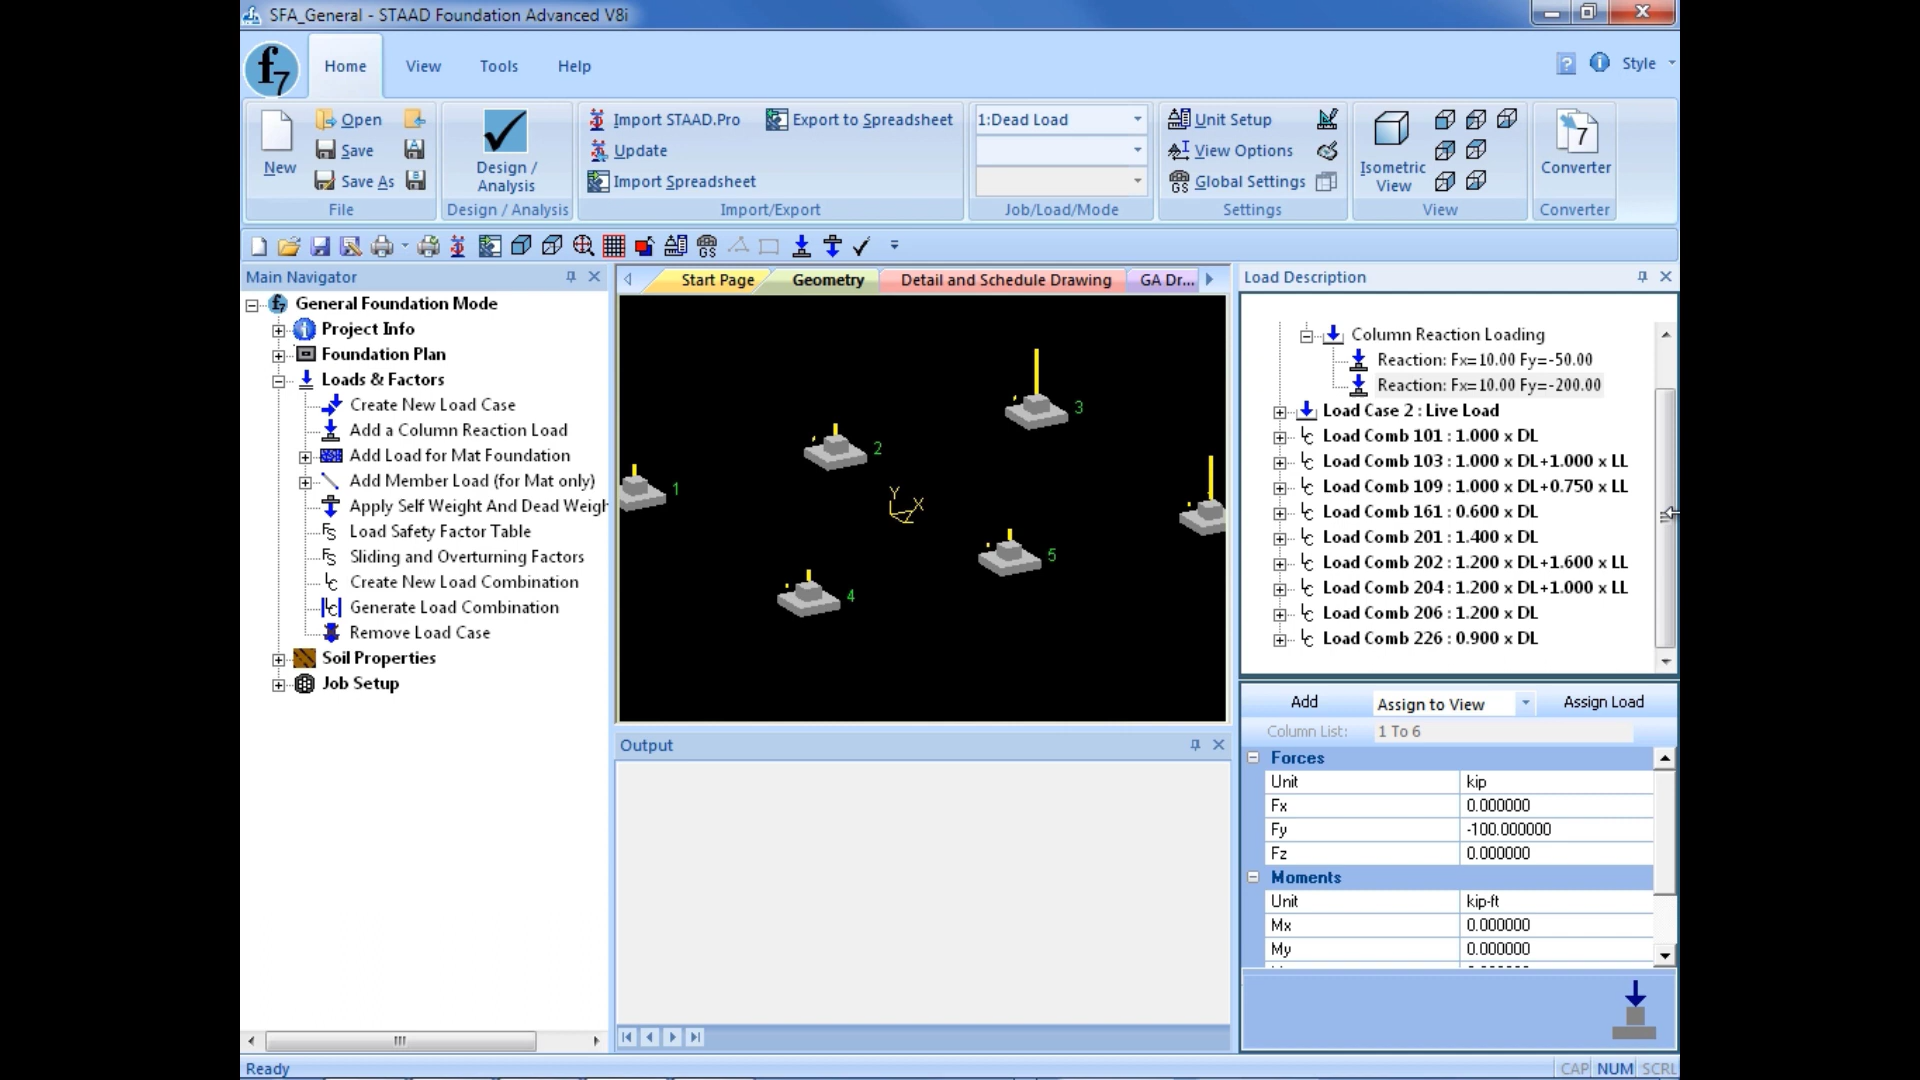 SFA_General - STAAD Foundation Advanced V8i
Home View Tools Help Style
New Open Save Save As File
Design / Analysis
Design / Analysis
Import STAAD.Pro Export to Spreadsheet
Update
Import Spreadsheet
Import/Export
1:Dead Load
Job/Load/Mode
Unit Setup
View Options
Global Settings
Settings
Isometric View
View
7
Converter
Converter
Main Navigator
General Foundation Mode
Project Info
Foundation Plan
Loads & Factors
Create New Load Case
Add a Column Reaction Load
Add Load for Mat Foundation
Add Member Load (for Mat only)
Apply Self Weight And Dead Weigh
Load Safety Factor Table
Sliding and Overturning Factors
Create New Load Combination
Generate Load Combination
Remove Load Case
Soil Properties
Job Setup
Start Page Geometry Detail and Schedule Drawing GA Dr...
3
2
1
Y
X
Z
5
4
Output
Load Description
Column Reaction Loading
Reaction: Fx=10.00 Fy=-50.00
Reaction: Fx=10.00 Fy=-200.00
Load Case 2 : Live Load
Load Comb 101 : 1.000 x DL
Load Comb 103 : 1.000 x DL+1.000 x LL
Load Comb 109 : 1.000 x DL+0.750 x LL
Load Comb 161 : 0.600 x DL
Load Comb 201 : 1.400 x DL
Load Comb 202 : 1.200 x DL+1.600 x LL
Load Comb 204 : 1.200 x DL+1.000 x LL
Load Comb 206 : 1.200 x DL
Load Comb 226 : 0.900 x DL
Add Assign to View Assign Load
Column List: 1 To 6
Forces
Unit kip
Fx 0.000000
Fy -100.000000
Fz 0.000000
Moments
Unit kip-ft
Mx 0.000000
My 0.000000
Ready
CAP NUM SCRL